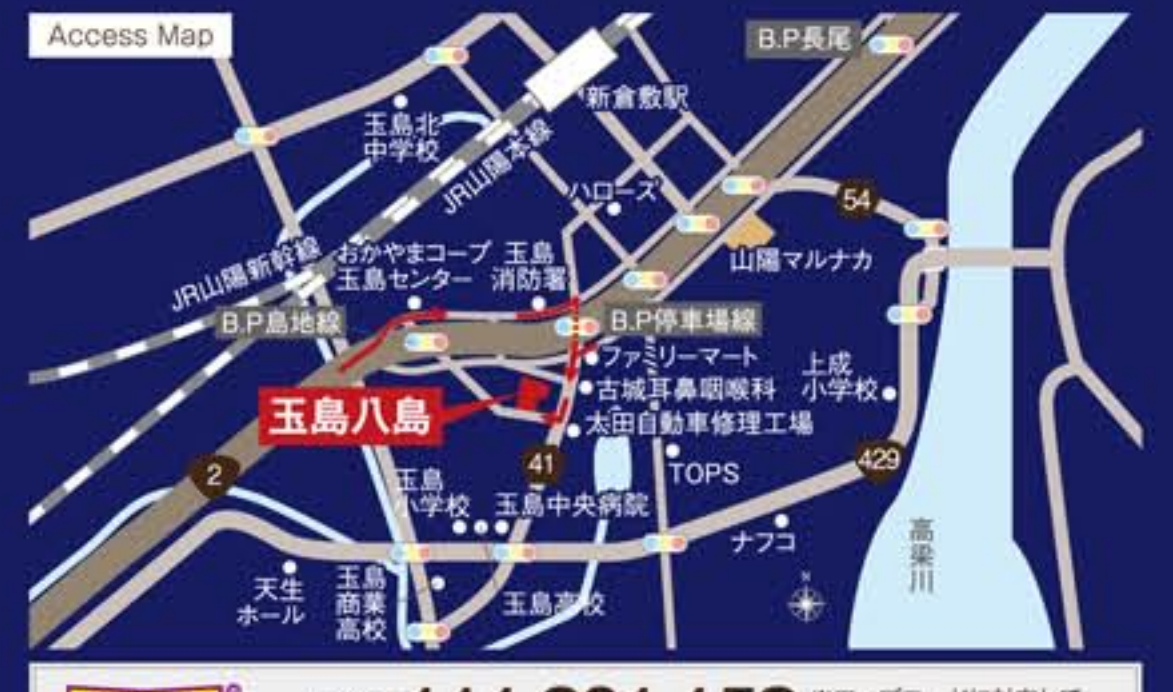 Access Map
B.P長尾
新倉敷駅
玉島北
中学校
JR山陽本線
ハローズ
54
JR山陽新幹線
おかやまコープ
玉島センター
玉島
消防署
山陽マルナカ
B.P島地線
B.P停車場線
ファミリーマート
上成
小学校
古城耳鼻咽喉科
玉島八島
太田自動車修理工場
2
41
429
TOPS
玉島
小学校
玉島中央病院
ナフコ
高梁川
天生
ホール
玉島
商業
高校
玉島高校
N